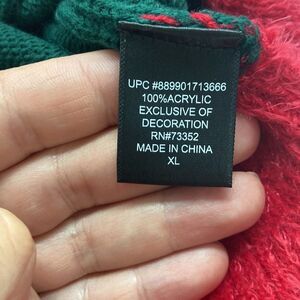 UPC #889901713666
100%ACRYLIC
EXCLUSIVE OF
DECORATION
RN#73352
MADE IN CHINA
XL